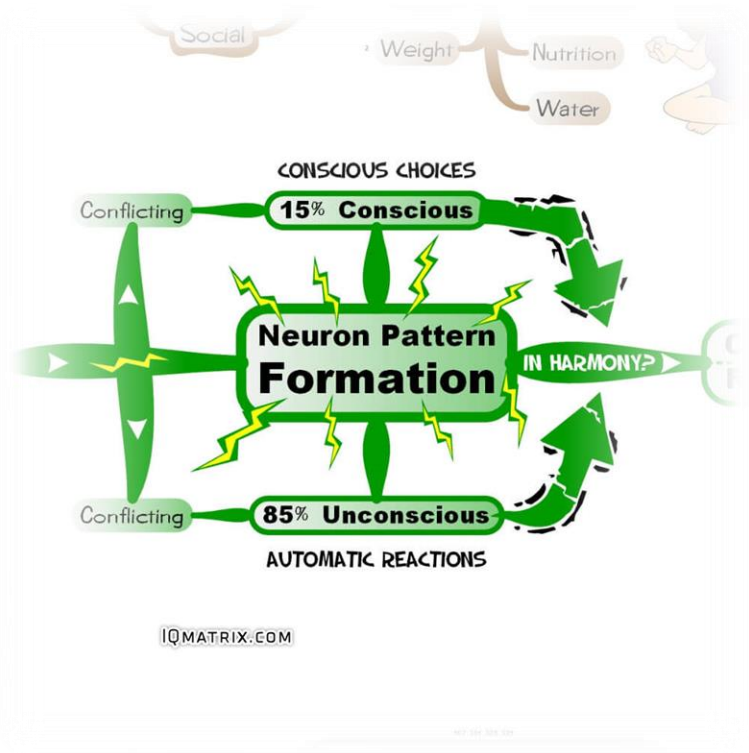 Social
Weight
Nutrition
Water
CONSCIOUS CHOICES
Conflicting
15% Conscious
Neuron Pattern
Formation
IN HARMONY?
Conflicting
85% Unconscious
AUTOMATIC REACTIONS
IQMATRIX.COM